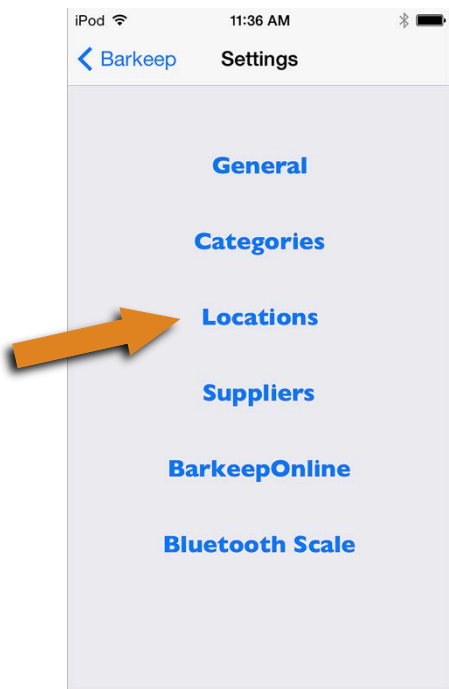 iPod 11:36 AM
Barkeep Settings
General
Categories
Locations
Suppliers
BarkeepOnline
Bluetooth Scale